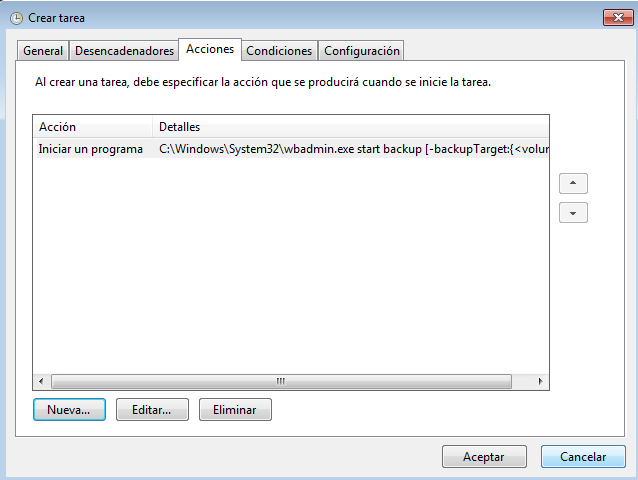 Crear tarea
General Desencadenadores Acciones Condiciones Configuración
Al crear una tarea, debe especificar la acción que se producirá cuando se inicie la tarea.
Acción Detalles
Iniciar un programa C:\Windows\System32\wbadmin.exe start backup [-backupTarget:{<volur
Nueva... Editar... Eliminar
Aceptar Cancelar